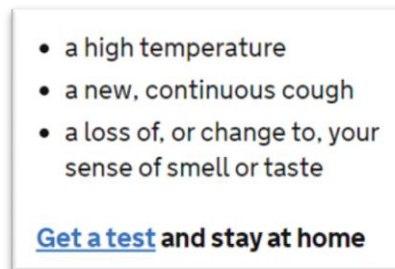 • a high temperature
• a new, continuous cough
• a loss of, or change to, your
sense of smell or taste
Get a test and stay at home